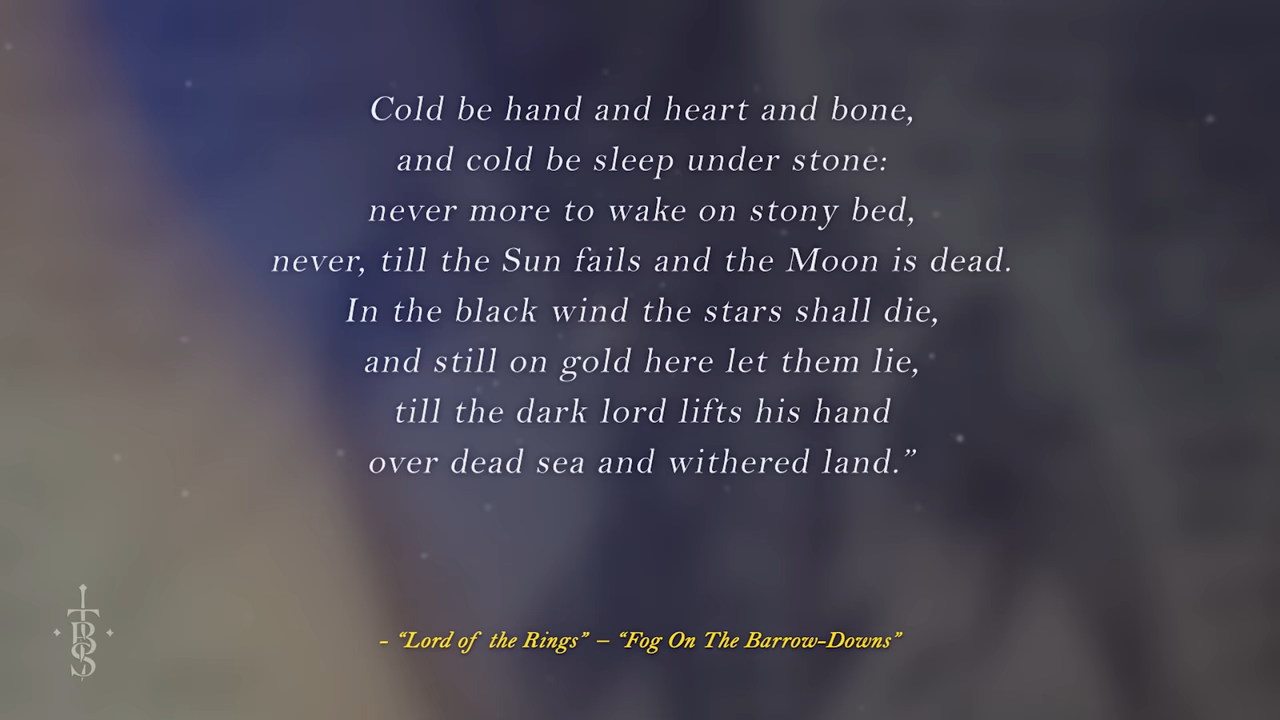 Cold be hand and heart and bone,
and cold be sleep under stone:
never more to wake on stony bed,
never, till the Sun fails and the Moon is dead.
In the black wind the stars shall die,
and still on gold here let them lie,
till the dark lord lifts his hand
over dead sea and withered land.”
- “Lord of the Rings” – “Fog On The Barrow-Downs”
TBS